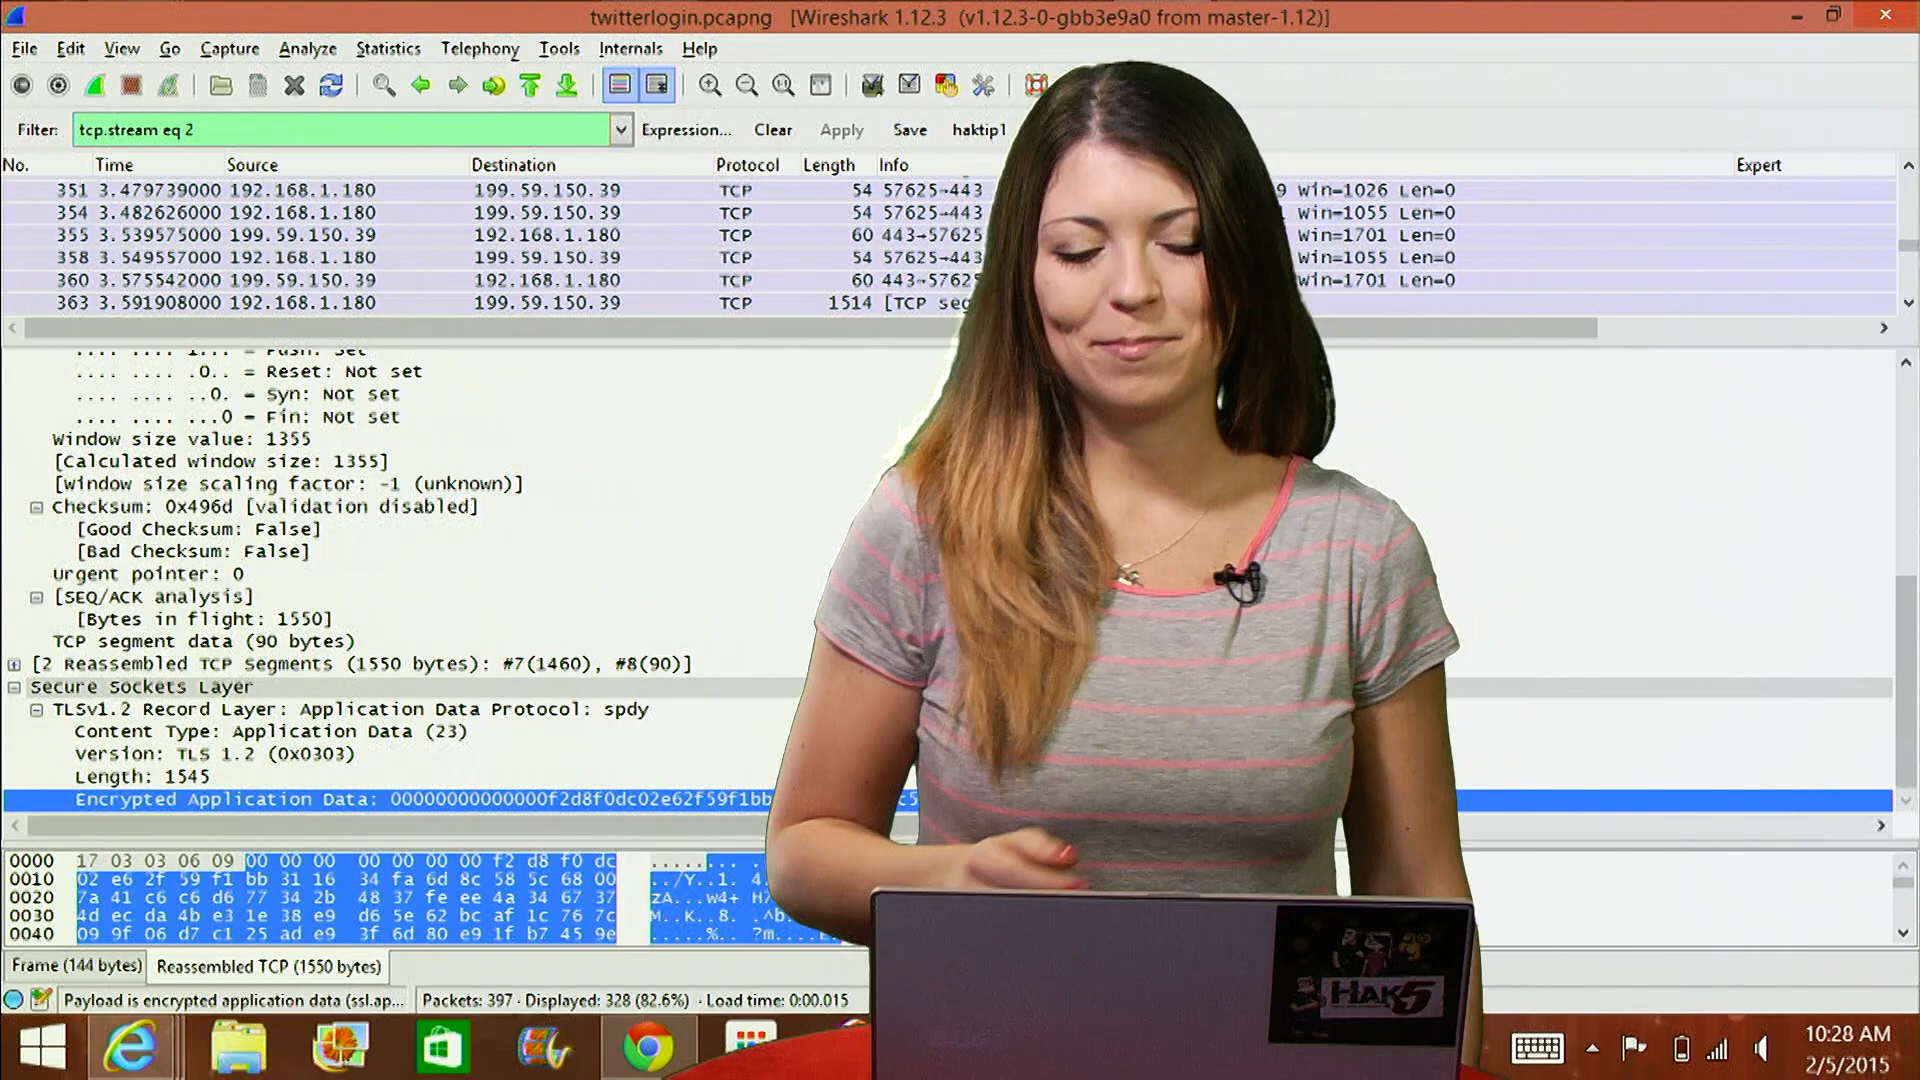 twitterlogin.pcapng [Wireshark 1.12.3 (v1.12.3-0-gbb3e9a0 from master-1.12)]
File Edit View Go Capture Analyze Statistics Telephony Tools Internals Help
Filter: tcp.stream eq 2 Expression... Clear Apply Save haktip1
No. Time Source Destination Protocol Length Info Expert
351 3.479739000 192.168.1.180 199.59.150.39 TCP 54 57625→443 9 Win=1026 Len=0
354 3.482626000 192.168.1.180 199.59.150.39 TCP 54 57625→443 Win=1055 Len=0
355 3.539575000 199.59.150.39 192.168.1.180 TCP 60 443→57625 Win=1701 Len=0
358 3.549557000 192.168.1.180 199.59.150.39 TCP 54 57625→443 Win=1055 Len=0
360 3.575542000 199.59.150.39 192.168.1.180 TCP 60 443→57625 Win=1701 Len=0
363 3.591908000 192.168.1.180 199.59.150.39 TCP 1514 [TCP seg
.... .... 1... = Push: Set
.... .... .0.. = Reset: Not set
.... .... ..0. = Syn: Not set
.... .... ...0 = Fin: Not set
Window size value: 1355
[Calculated window size: 1355]
[Window size scaling factor: -1 (unknown)]
Checksum: 0x496d [validation disabled]
[Good Checksum: False]
[Bad Checksum: False]
Urgent pointer: 0
[SEQ/ACK analysis]
[Bytes in flight: 1550]
TCP segment data (90 bytes)
[2 Reassembled TCP Segments (1550 bytes): #7(1460), #8(90)]
Secure Sockets Layer
TLSv1.2 Record Layer: Application Data Protocol: spdy
Content Type: Application Data (23)
Version: TLS 1.2 (0x0303)
Length: 1545
Encrypted Application Data: 00000000000000f2d8f0dc02e62f59f1bb c5
0000 17 03 03 06 09 00 00 00 00 00 00 00 f2 d8 f0 dc ........ ...
0010 02 e6 2f 59 f1 bb 31 16 34 fa 6d 8c 58 5c 68 00 ../Y..1. 4.
0020 7a 41 c6 c6 d6 77 34 2b 48 37 fe ee 4a 34 67 37 zA...w4+ H7
0030 4d ec da 4b e3 1e 38 e9 d6 5e 62 bc af 1c 76 7c M..K..8. .^b.
0040 09 9f 06 d7 c1 25 ad e9 3f 6d 80 e9 1f b7 45 9e .....%.. ?m....E.
Frame (144 bytes) Reassembled TCP (1550 bytes)
Payload is encrypted application data (ssl.ap... Packets: 397 · Displayed: 328 (82.6%) · Load time: 0:00.015
HAK5
10:28 AM
2/5/2015